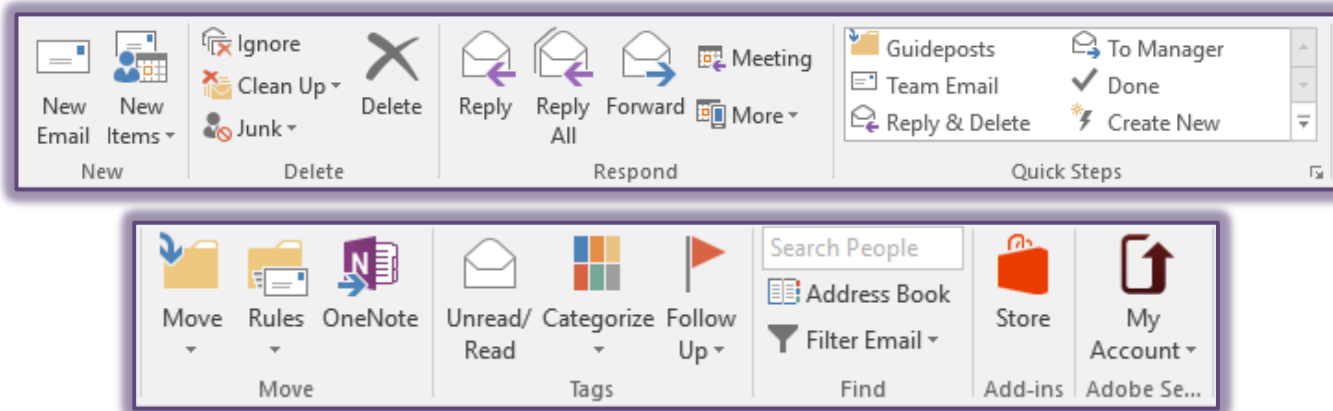 New Email
New Items
New
Ignore
Clean Up
Junk
Delete
Delete
Reply
Reply All
Forward
Meeting
More
Respond
Guideposts
Team Email
Reply & Delete
To Manager
Done
Create New
Quick Steps
Move
Rules
OneNote
Move
Unread/
Read
Categorize
Follow
Up
Tags
Search People
Address Book
Filter Email
Find
Store
Add-ins
My
Account
Adobe Se...